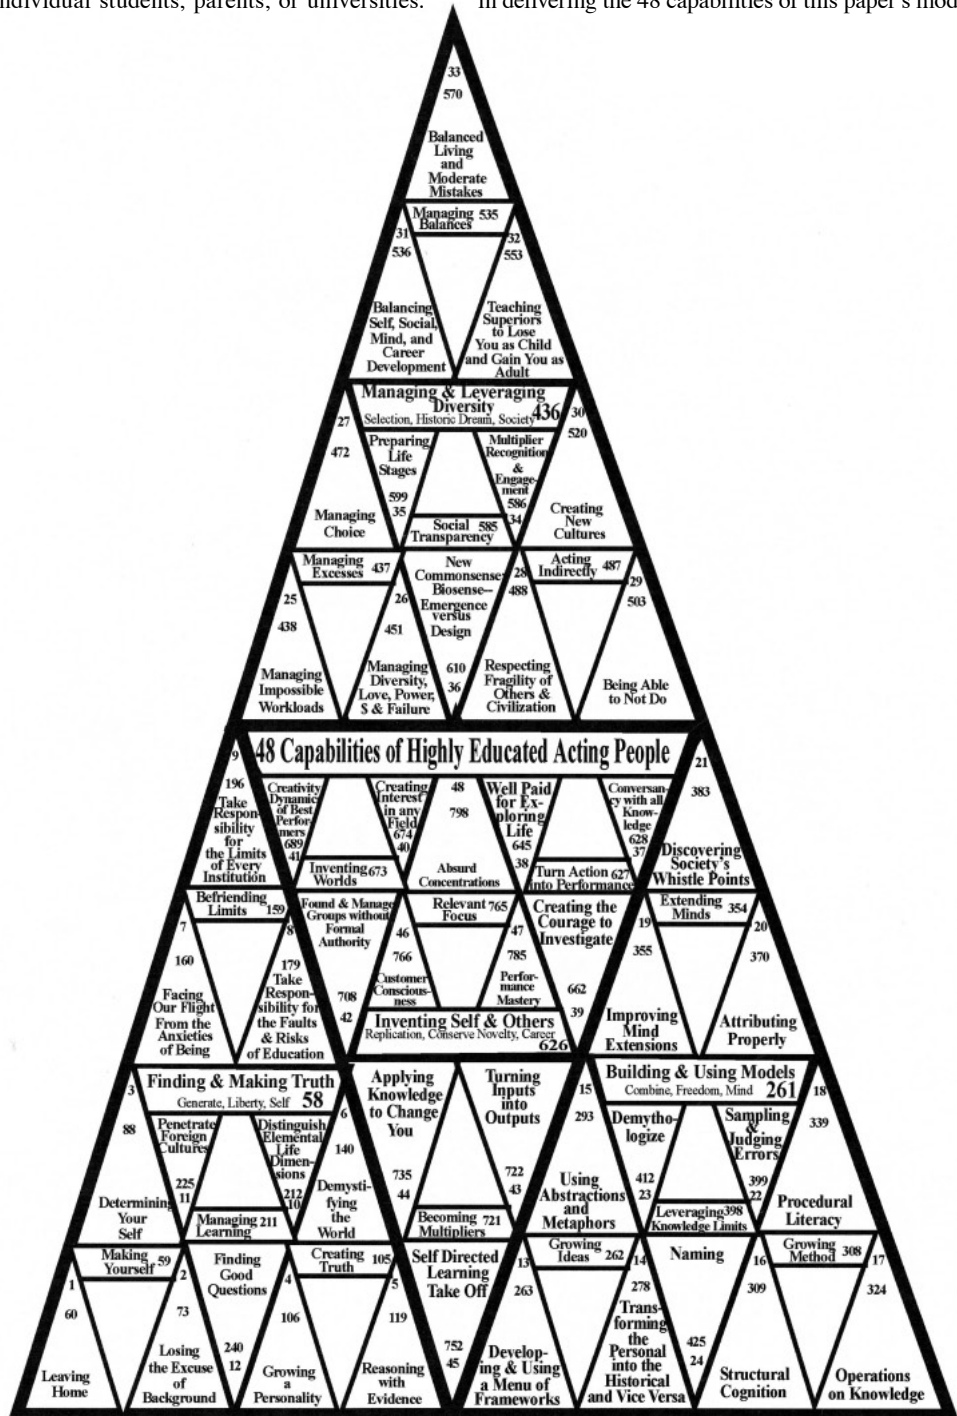 ndividual students, parents, or universities.
in delivering the 48 capabilities of this paper's mod
33
570
Balanced
Living
and
Moderate
Mistakes
Managing 535
Balances
31
536
Balancing
Self, Social,
Mind, and
Career
Development
32
553
Teaching
Superiors
to Lose
You as Child
and Gain You as
Adult
Managing & Leveraging
Diversity
Selection, Historic Dream, Society 436
27
472
Managing
Choice
Preparing
Life
Stages
599
35
Multiplier
Recognition
&
Engage-
ment
586
34
Social 585
Transparency
30
520
Creating
New
Cultures
Managing
Excesses 437
25
438
Managing
Impossible
Workloads
26
451
Managing
Diversity,
Love, Power,
$ & Failure
New
Commonsense:
Biosense--
Emergence
versus
Design
610
36
Acting
Indirectly 487
28
488
Respecting
Fragility of
Others &
Civilization
29
503
Being Able
to Not Do
48 Capabilities of Highly Educated Acting People
9
196
Take
Respon-
sibility
for
the Limits
of Every
Institution
Creativity
Dynamic
of Best
Perfor-
mers
689
41
Creating
Interest
in any
Field
674
40
Inventing 673
Worlds
48
798
Absurd
Concentrations
Well Paid
for Ex-
ploring
Life
645
38
Conversan-
cy with all
Know-
ledge
628
37
Turn Action 627
into Performance
21
383
Discovering
Society's
Whistle Points
Befriending
Limits 159
7
160
Facing
Our Flight
From the
Anxieties
of Being
8
179
Take
Respon-
sibility for
the Faults
& Risks
of Education
Found & Manage
Groups without
Formal
Authority
708
42
Relevant 765
Focus
46
766
Customer
Conscious-
ness
47
785
Perfor-
mance
Mastery
Creating the
Courage to
Investigate
662
39
Inventing Self & Others
Replication, Conserve Novelty, Career
626
Extending
Minds 354
19
355
Improving
Mind
Extensions
20
370
Attributing
Properly
Finding & Making Truth
Generate, Liberty, Self 58
3
88
Determining
Your
Self
Penetrate
Foreign
Cultures
225
11
Distinguish
Elemental
Life
Dimen-
sions
212
10
Managing 211
Learning
6
140
Demysti-
fying
the
World
Applying
Knowledge
to Change
You
735
44
Turning
Inputs
into
Outputs
722
43
Becoming 721
Multipliers
Building & Using Models
Combine, Freedom, Mind 261
15
293
Using
Abstractions
and
Metaphors
Demytho-
logize
412
23
Sampling
&
Judging
Errors
399
22
Leveraging 398
Knowledge Limits
18
339
Procedural
Literacy
Making
Yourself 59
1
60
Leaving
Home
2
73
Losing
the Excuse
of
Background
Finding
Good
Questions
240
12
Creating
Truth 105
4
106
Growing
a
Personality
5
119
Reasoning
with
Evidence
Self Directed
Learning
Take Off
752
45
Growing
Ideas 262
13
263
Develop-
ing & Using
a Menu of
Frameworks
14
278
Trans-
forming
the
Personal
into the
Historical
and Vice Versa
Naming
425
24
Growing
Method 308
16
309
Structural
Cognition
17
324
Operations
on Knowledge